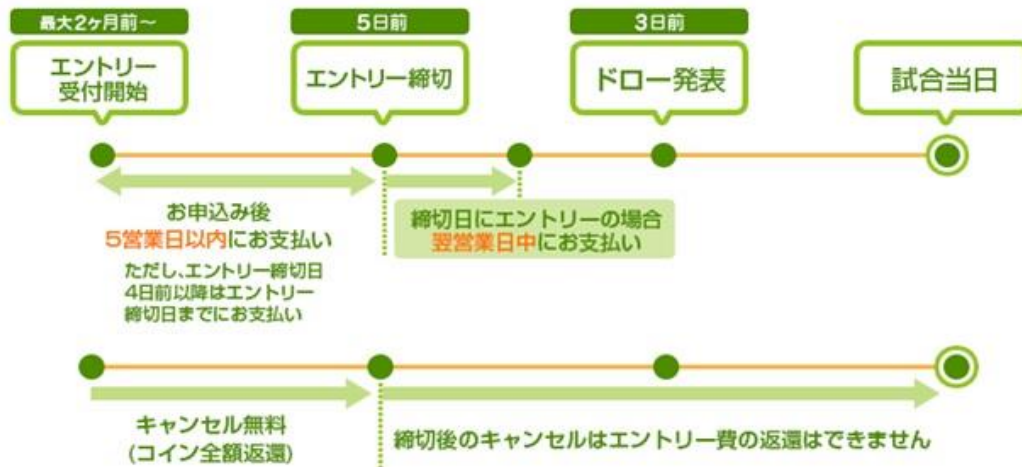 最大2ヶ月前～
エントリー
受付開始
5日前
エントリー締切
3日前
ドロー発表
試合当日
お申込み後
5営業日以内にお支払い
ただし、エントリー締切日
4日前以降はエントリー
締切日までにお支払い
締切日にエントリーの場合
翌営業日中にお支払い
キャンセル無料
(コイン全額返還)
締切後のキャンセルはエントリー費の返還はできません